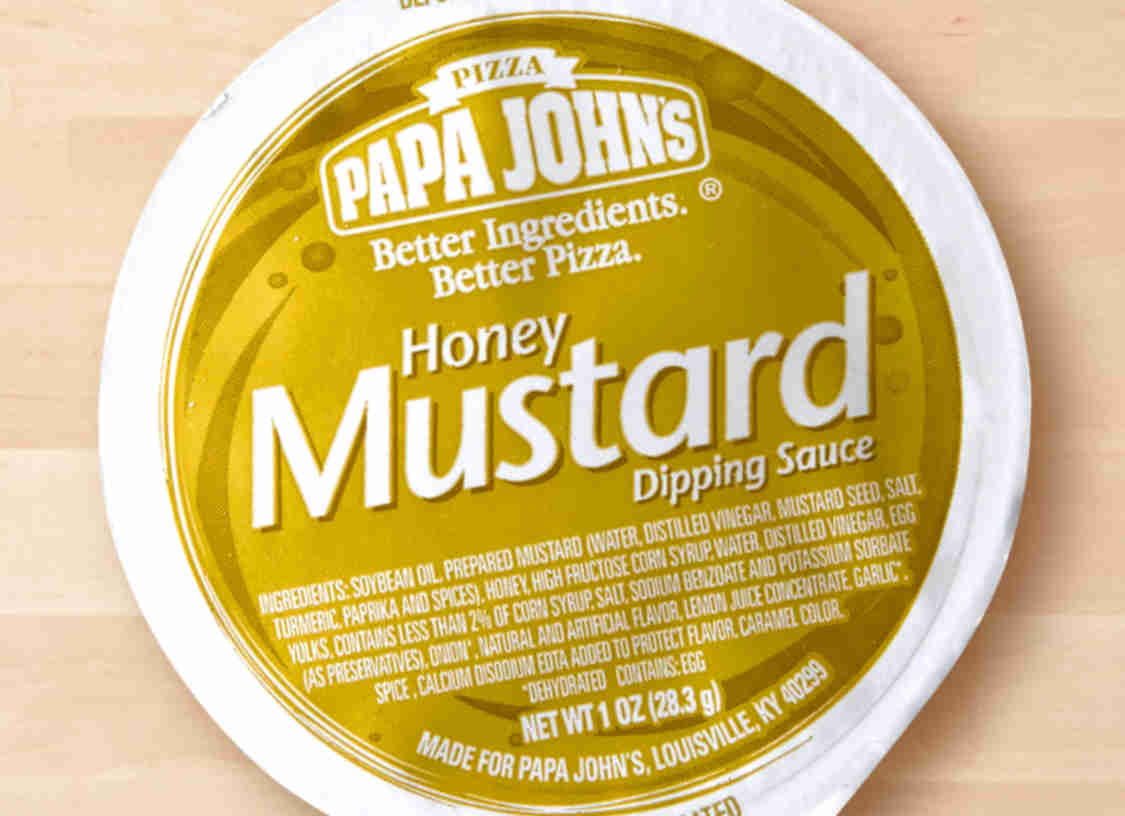 PIZZA
PAPA JOHN'S
Better Ingredients. ®
Better Pizza.
Honey
Mustard
Dipping Sauce
INGREDIENTS: SOYBEAN OIL, PREPARED MUSTARD (WATER, DISTILLED VINEGAR, MUSTARD SEED, SALT,
TURMERIC, PAPRIKA AND SPICES), HONEY, HIGH FRUCTOSE CORN SYRUP, WATER, DISTILLED VINEGAR, EGG
YOLKS, CONTAINS LESS THAN 2% OF CORN SYRUP, SALT, SODIUM BENZOATE AND POTASSIUM SORBATE
(AS PRESERVATIVES), ONION*, NATURAL AND ARTIFICIAL FLAVOR, LEMON JUICE CONCENTRATE, GARLIC*,
SPICE, CALCIUM DISODIUM EDTA ADDED TO PROTECT FLAVOR, CARAMEL COLOR.
*DEHYDRATED CONTAINS: EGG
NET WT 1 OZ (28.3 g)
MADE FOR PAPA JOHN'S, LOUISVILLE, KY 40299